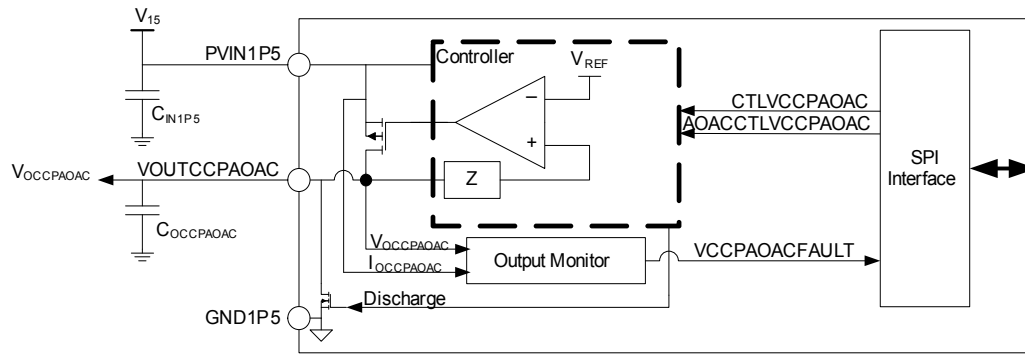 V15
PVIN1P5
Controller
VREF
CIN1P5
−
+
CTLVCCPAOAC
AOACCTLVCCPAOAC
SPI
Interface
VOCCPAOAC
VOUTCCPAOAC
Z
COCCPAOAC
VOCCPAOAC
IOCCPAOAC
Output Monitor
VCCPAOACFAULT
Discharge
GND1P5